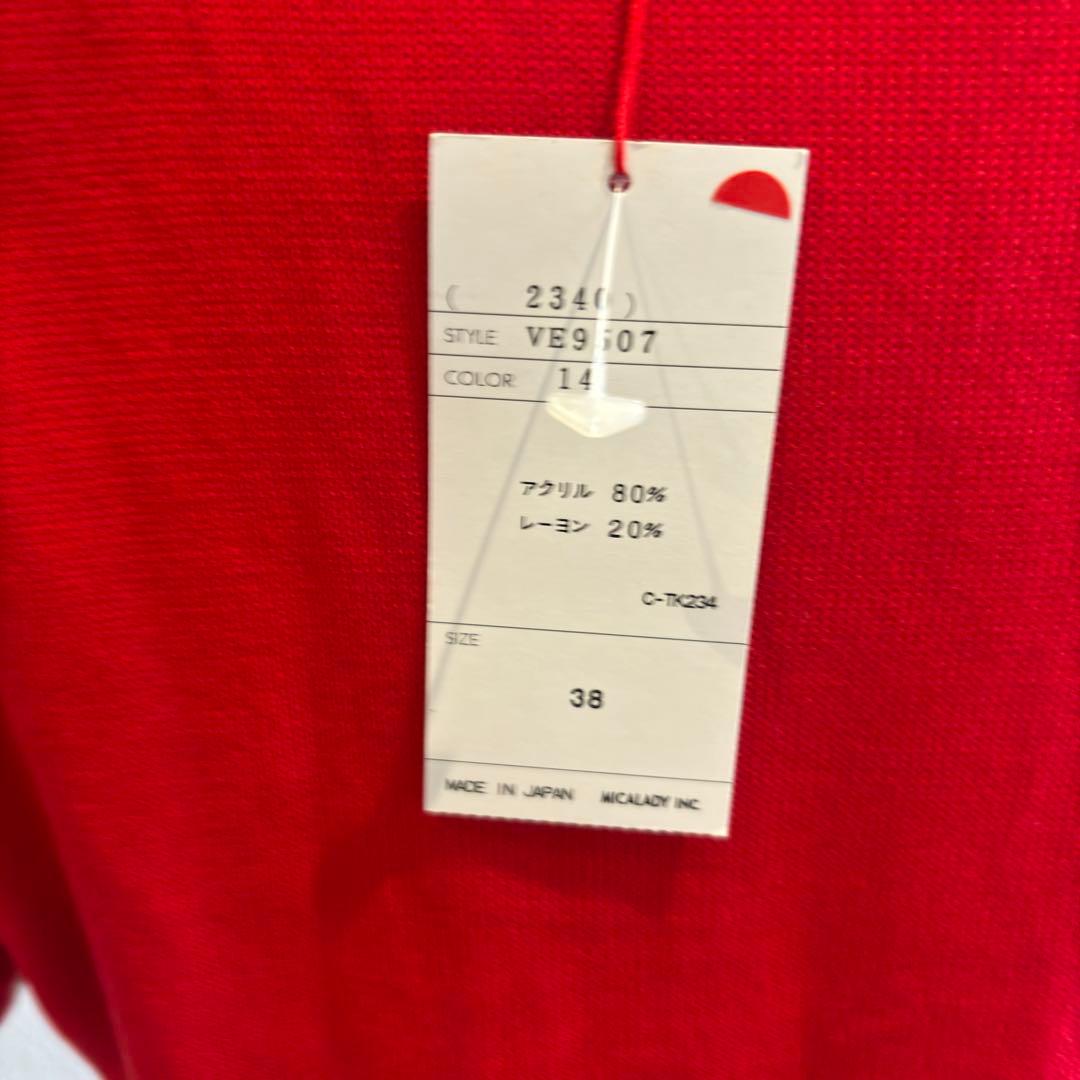 ( 2340 )
STYLE VE9507
COLOR 14
アクリル 80%
レーヨン 20%
C-TK234
SIZE
38
MADE IN JAPAN MICALADY INC.